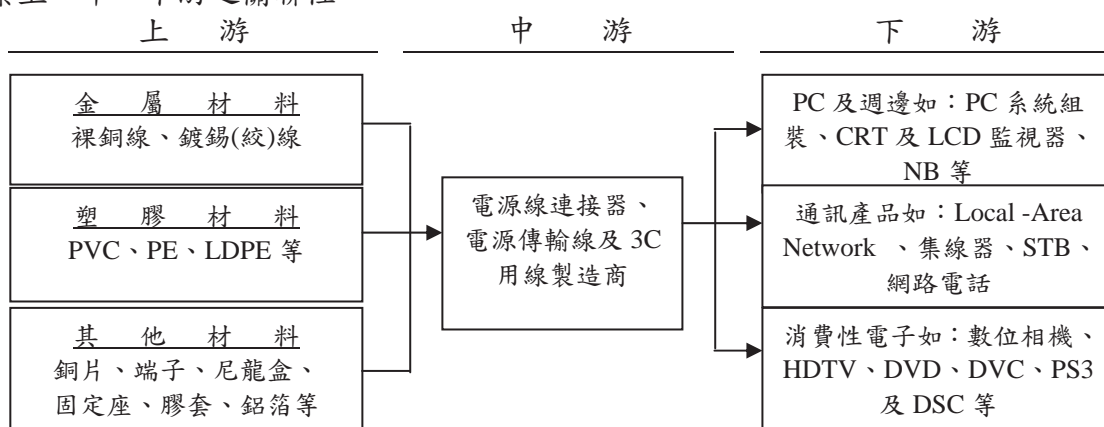 上 游
中 游
下 游
金 屬 材 料
裸銅線、鍍錫(絞)線
塑 膠 材 料
PVC、PE、LDPE 等
其 他 材 料
銅片、端子、尼龍盒、
固定座、膠套、鋁箔等
電源線連接器、
電源傳輸線及 3C
用線製造商
PC 及週邊如：PC 系統組
裝、CRT 及 LCD 監視器、
NB 等
通訊產品如：Local -Area
Network 、集線器、STB、
網路電話
消費性電子如：數位相機、
HDTV、DVD、DVC、PS3
及 DSC 等